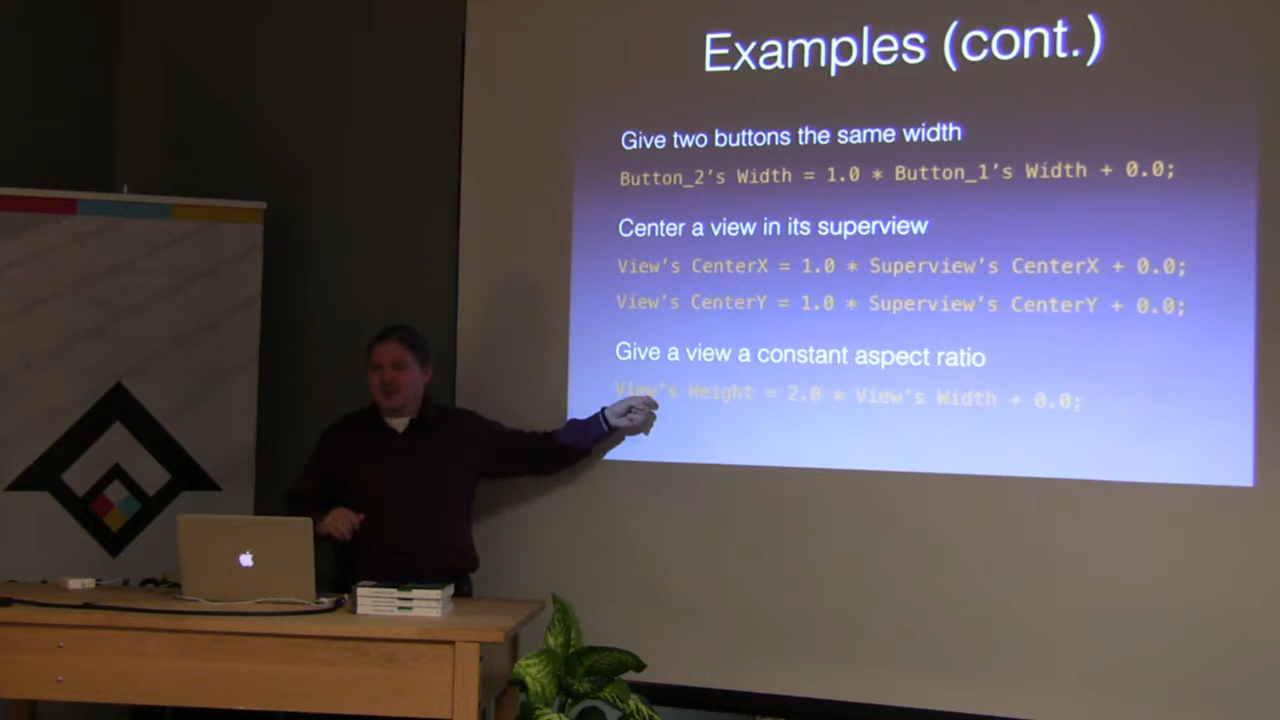 Examples (cont.)
Give two buttons the same width
Button_2’s Width = 1.0 * Button_1’s Width + 0.0;
Center a view in its superview
View’s CenterX = 1.0 * Superview’s CenterX + 0.0;
View’s CenterY = 1.0 * Superview’s CenterY + 0.0;
Give a view a constant aspect ratio
View’s Height = 2.0 * View’s Width + 0.0;